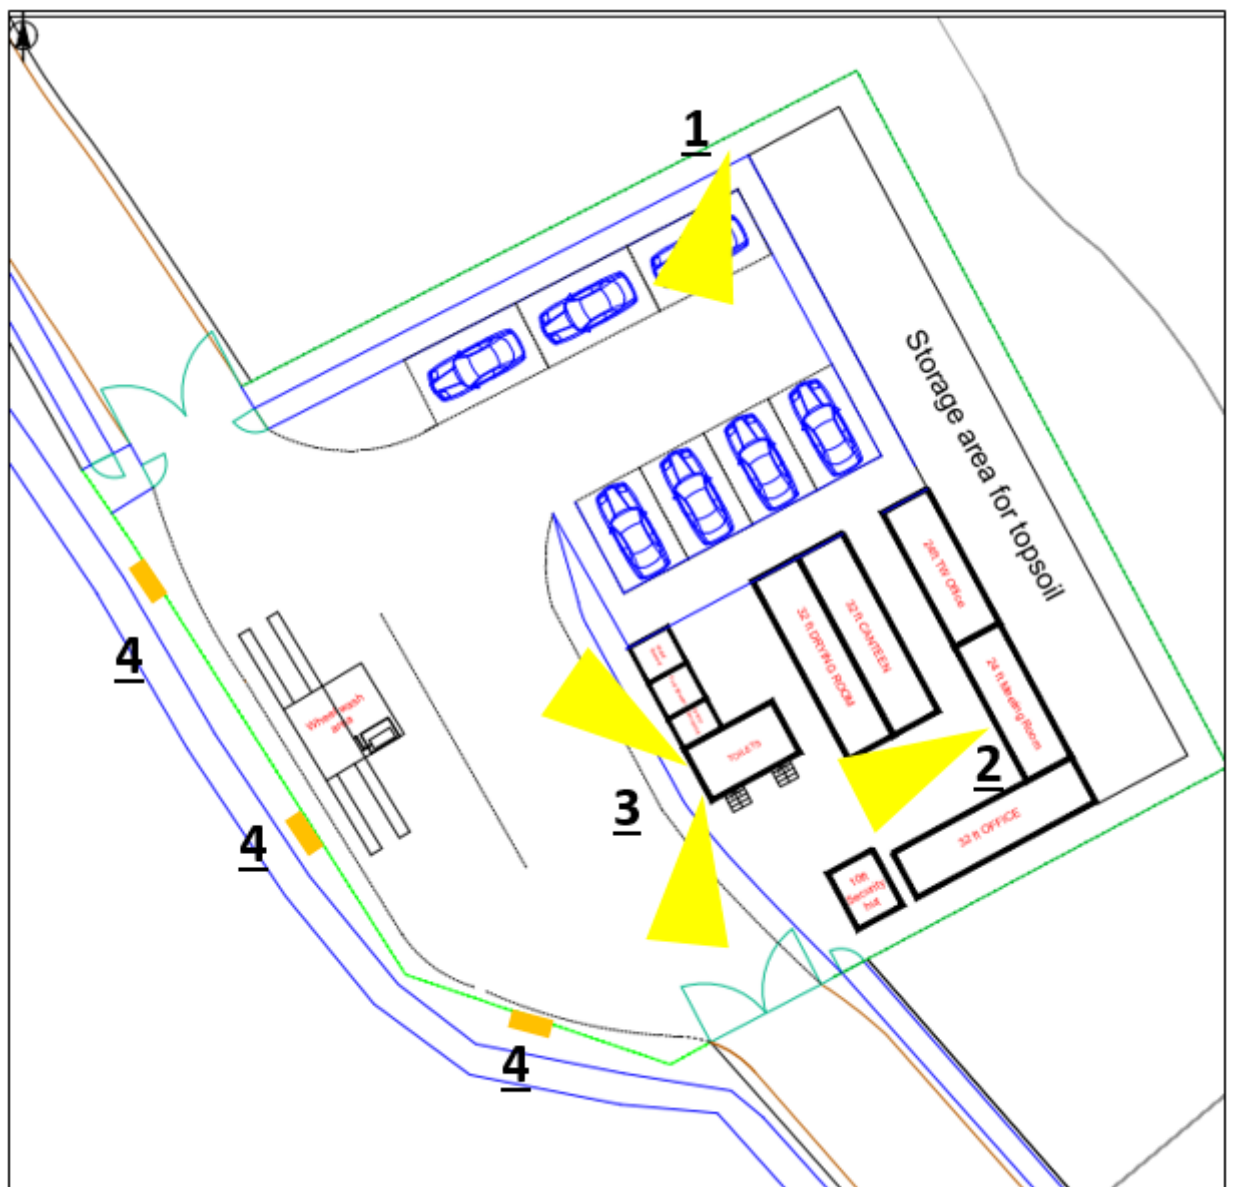 1
Storage area for topsoil
24ft TW Office
32 ft CANTEEN
32 ft DRYING ROOM
24 ft Meeting Room
4
Wheelwash
area
TOILETS
2
3
4
32 ft OFFICE
10ft
Security
hut
4